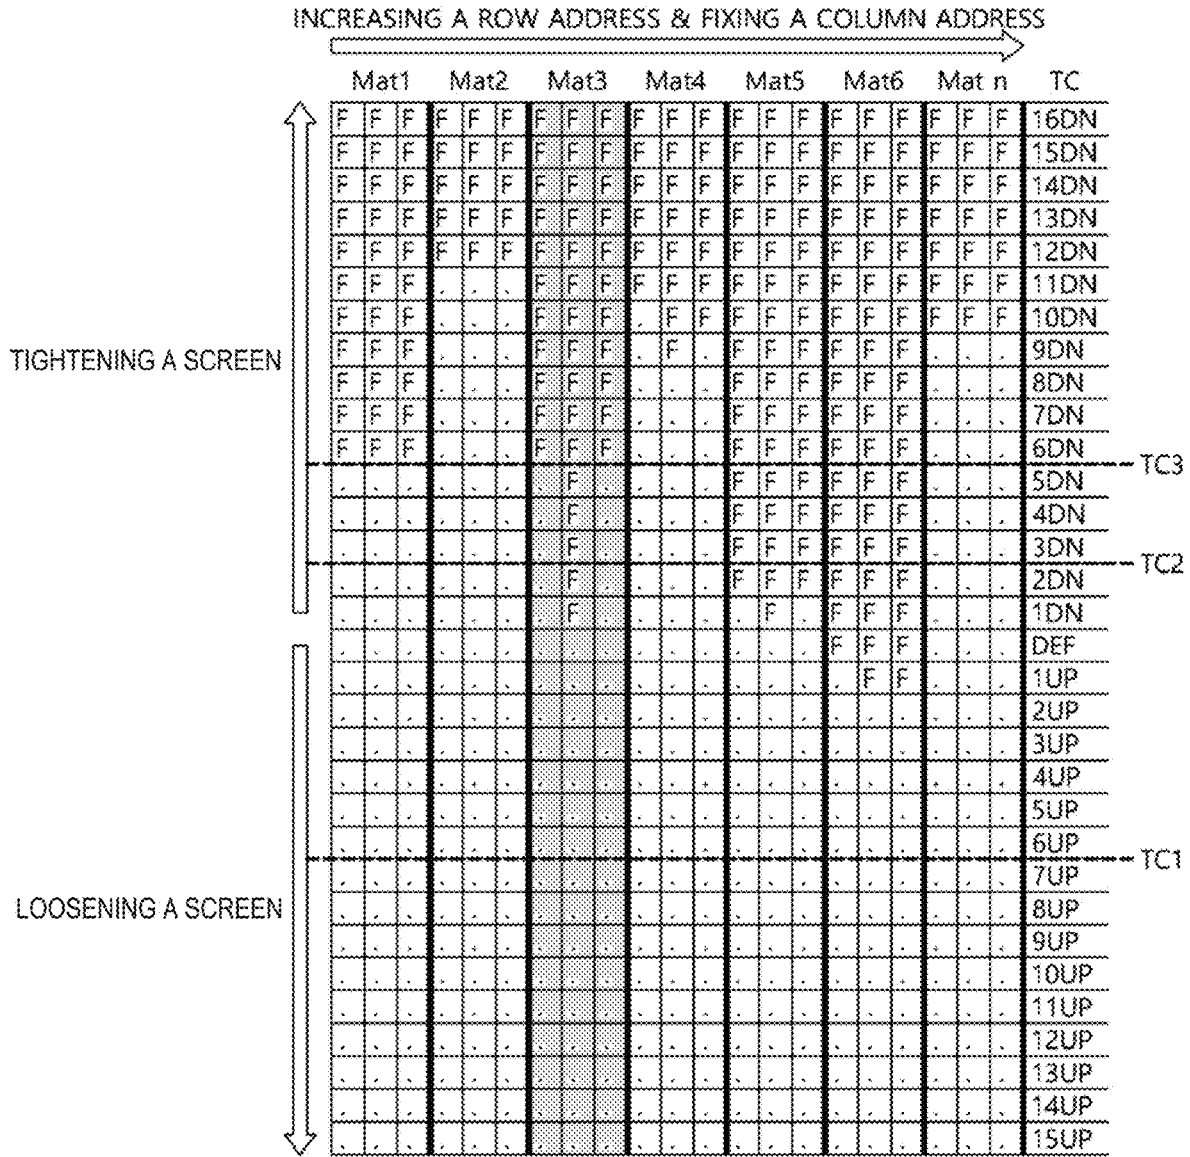 INCREASING A ROW ADDRESS & FIXING A COLUMN ADDRESS
Mat1 Mat2 Mat3 Mat4 Mat5 Mat6 Mat n TC
F F F F F F F F F F F F F F F F F F F F F 16DN
F F F F F F F F F F F F F F F F F F F F F 15DN
F F F F F F F F F F F F F F F F F F F F F 14DN
F F F F F F F F F F F F F F F F F F F F F 13DN
F F F F F F F F F F F F F F F F F F F F F 12DN
F F F . . . F F F F F F F F F F F F F F F 11DN
F F F . . . F F F . F F F F F F F F F F F 10DN
TIGHTENING A SCREEN F F F . . . F F F . F . F F F F F F . . . 9DN
F F F . . . F F F . . . F F F F F F . . . 8DN
F F F . . . F F F . . . F F F F F F . . . 7DN
F F F . . . F F F . . . F F F F F F . . . 6DN
TC3
. . . . . . . F . . . . F F F F F F . . . 5DN
. . . . . . . F . . . . F F F F F F . . . 4DN
. . . . . . . F . . . . F F F F F F . . . 3DN
TC2
. . . . . . . F . . . . F F F F F F . . . 2DN
. . . . . . . F . . . . . F . F F F . . . 1DN
. . . . . . . . . . . . . . . F F F . . . DEF
. . . . . . . . . . . . . . . . F F . . . 1UP
. . . . . . . . . . . . . . . . . . . . . 2UP
. . . . . . . . . . . . . . . . . . . . . 3UP
. . . . . . . . . . . . . . . . . . . . . 4UP
. . . . . . . . . . . . . . . . . . . . . 5UP
. . . . . . . . . . . . . . . . . . . . . 6UP
TC1
. . . . . . . . . . . . . . . . . . . . . 7UP
LOOSENING A SCREEN . . . . . . . . . . . . . . . . . . . . . 8UP
. . . . . . . . . . . . . . . . . . . . . 9UP
. . . . . . . . . . . . . . . . . . . . . 10UP
. . . . . . . . . . . . . . . . . . . . . 11UP
. . . . . . . . . . . . . . . . . . . . . 12UP
. . . . . . . . . . . . . . . . . . . . . 13UP
. . . . . . . . . . . . . . . . . . . . . 14UP
. . . . . . . . . . . . . . . . . . . . . 15UP